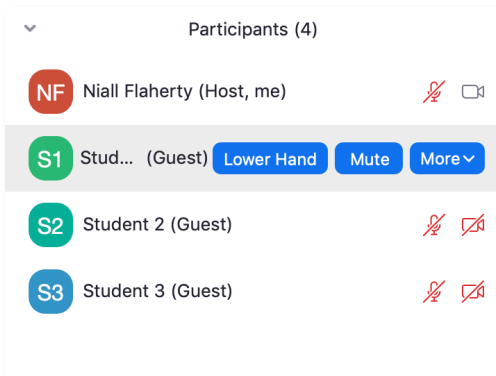 Participants (4)
NF Niall Flaherty (Host, me)
S1 Stud... (Guest) Lower Hand Mute More
S2 Student 2 (Guest)
S3 Student 3 (Guest)